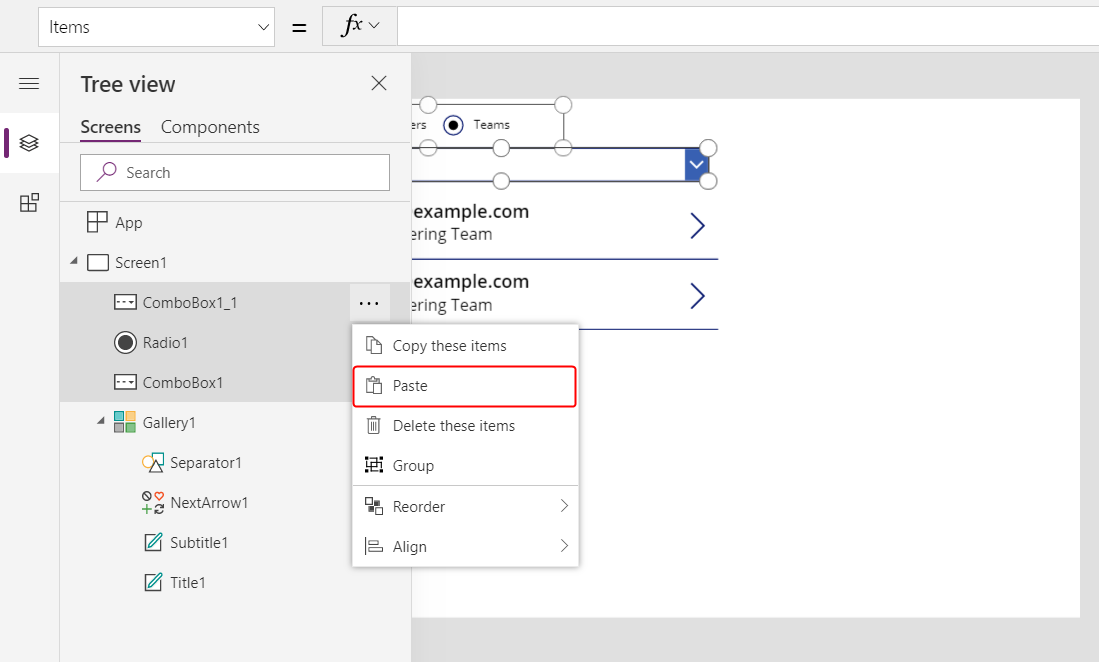 Items
=
fx
Tree view
Screens
Components
Search
App
Screen1
ComboBox1_1
...
Radio1
ComboBox1
Gallery1
Separator1
NextArrow1
Subtitle1
Title1
Copy these items
Paste
Delete these items
Group
Reorder
Align
ers
Teams
example.com
ering Team
example.com
ering Team